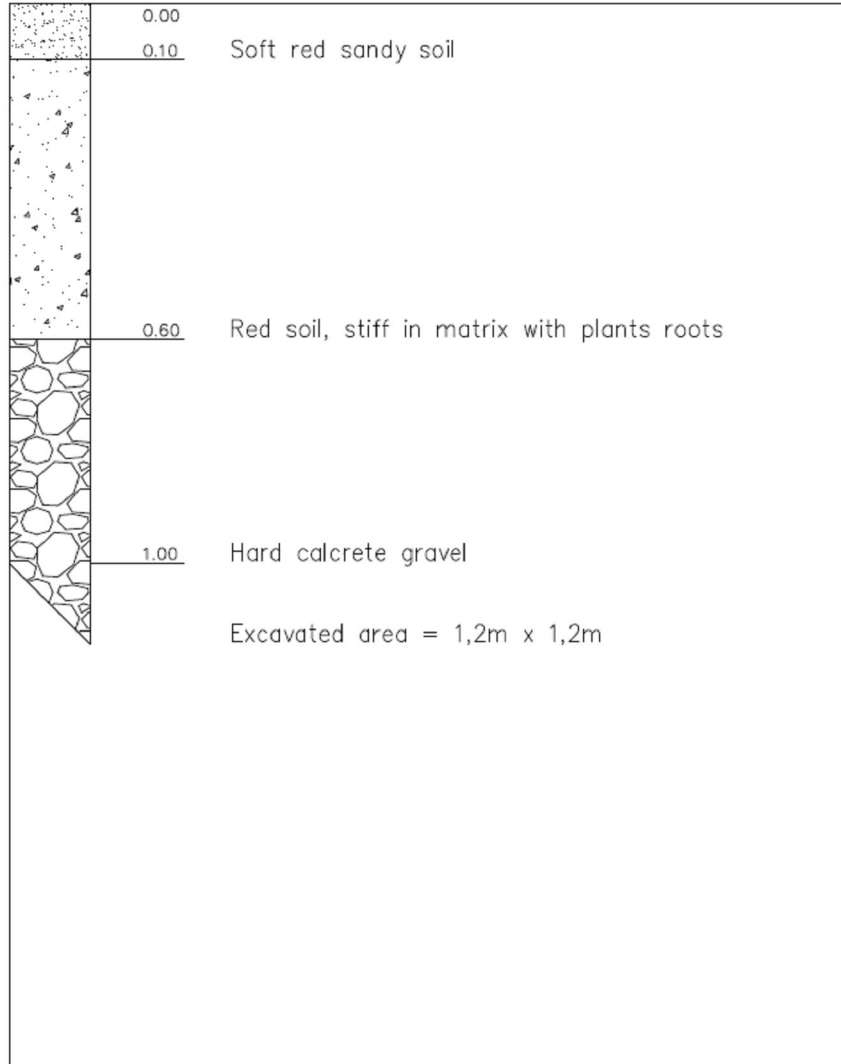 0.00
0.10 Soft red sandy soil
0.60 Red soil, stiff in matrix with plants roots
1.00 Hard calcrete gravel
Excavated area = 1,2m x 1,2m